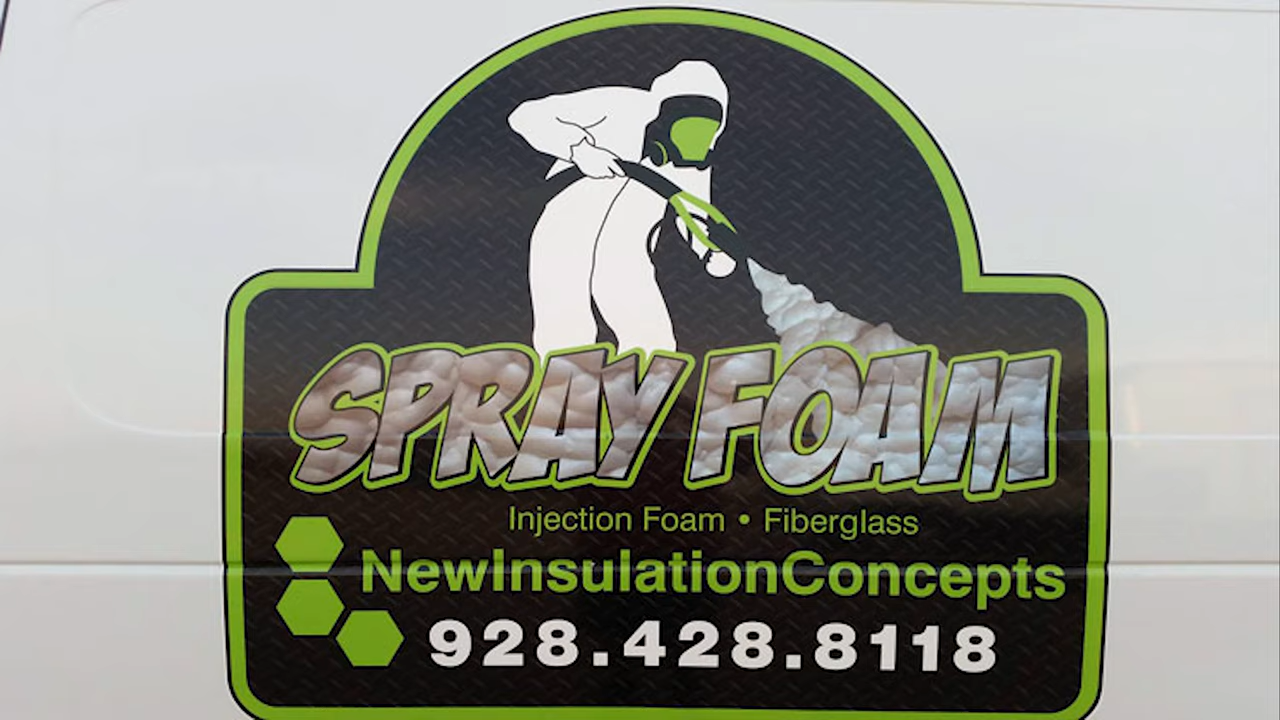 SPRAY FOAM
Injection Foam • Fiberglass
NewInsulationConcepts
928.428.8118